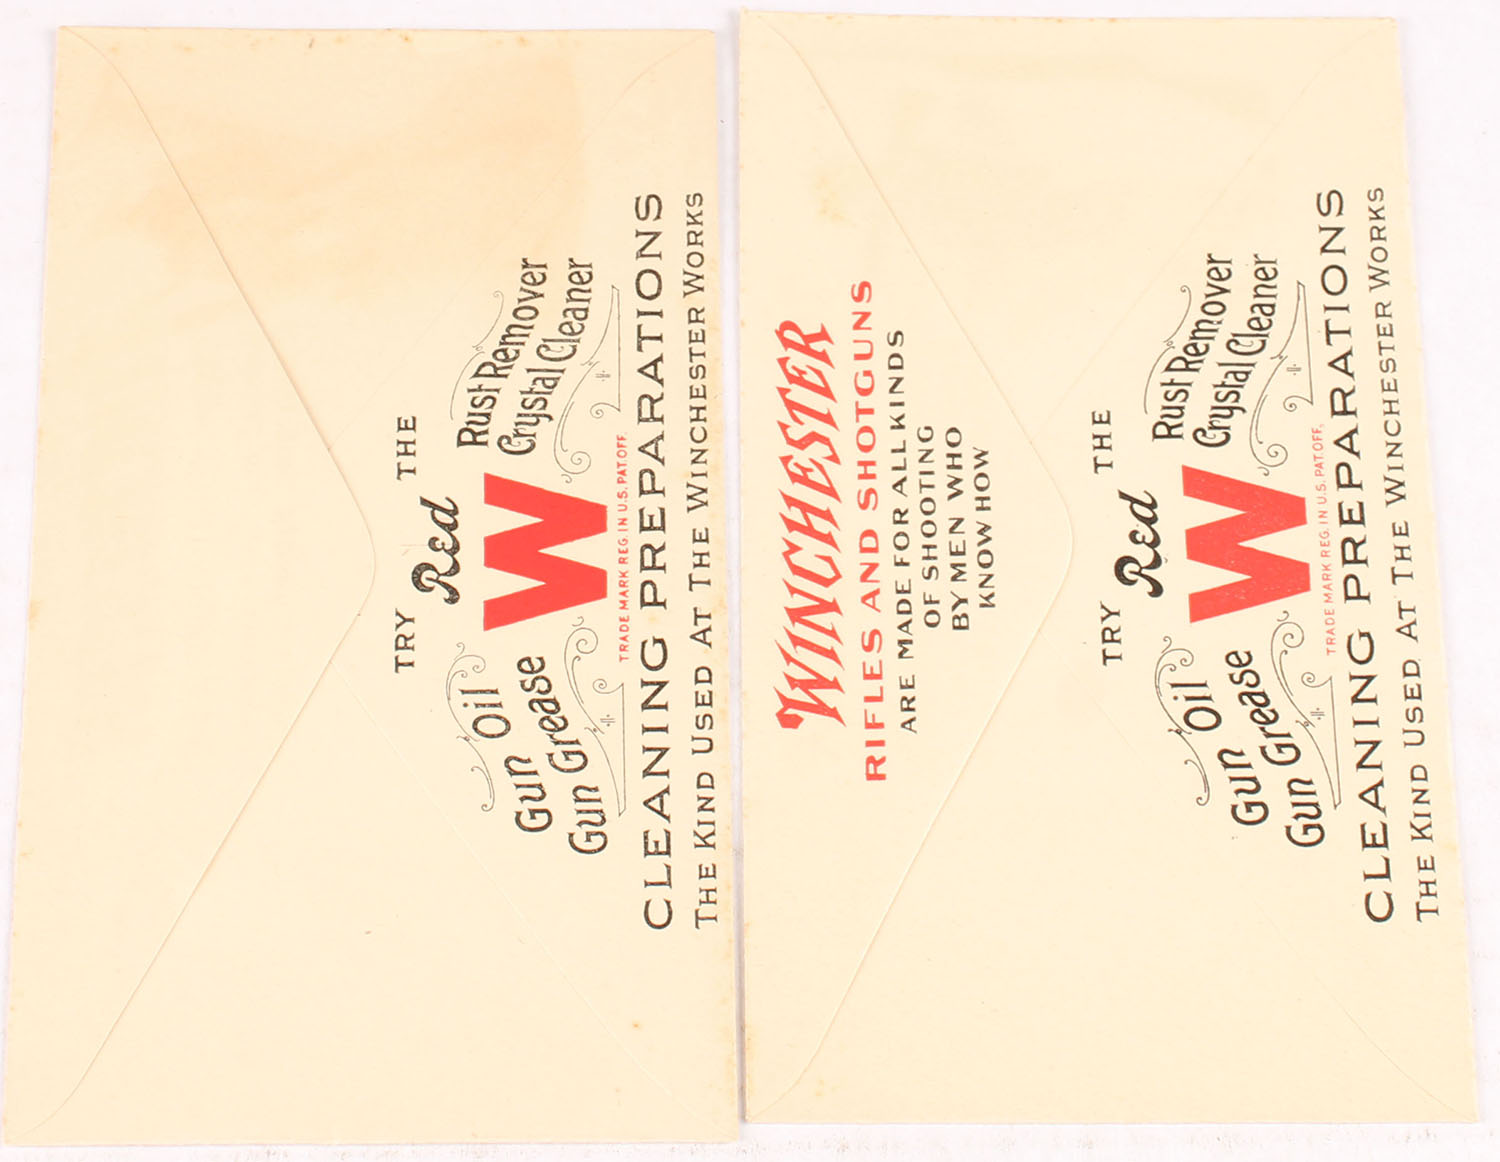 TRY THE
Red
W
Gun Oil
Gun Grease
Rust Remover
Crystal Cleaner
TRADE MARK REG. IN U.S. PAT. OFF.
CLEANING PREPARATIONS
THE KIND USED AT THE WINCHESTER WORKS
WINCHESTER
RIFLES AND SHOTGUNS
ARE MADE FOR ALL KINDS
OF SHOOTING
BY MEN WHO
KNOW HOW
TRY THE
Red
W
Gun Oil
Gun Grease
Rust Remover
Crystal Cleaner
TRADE MARK REG. IN U.S. PAT. OFF.
CLEANING PREPARATIONS
THE KIND USED AT THE WINCHESTER WORKS